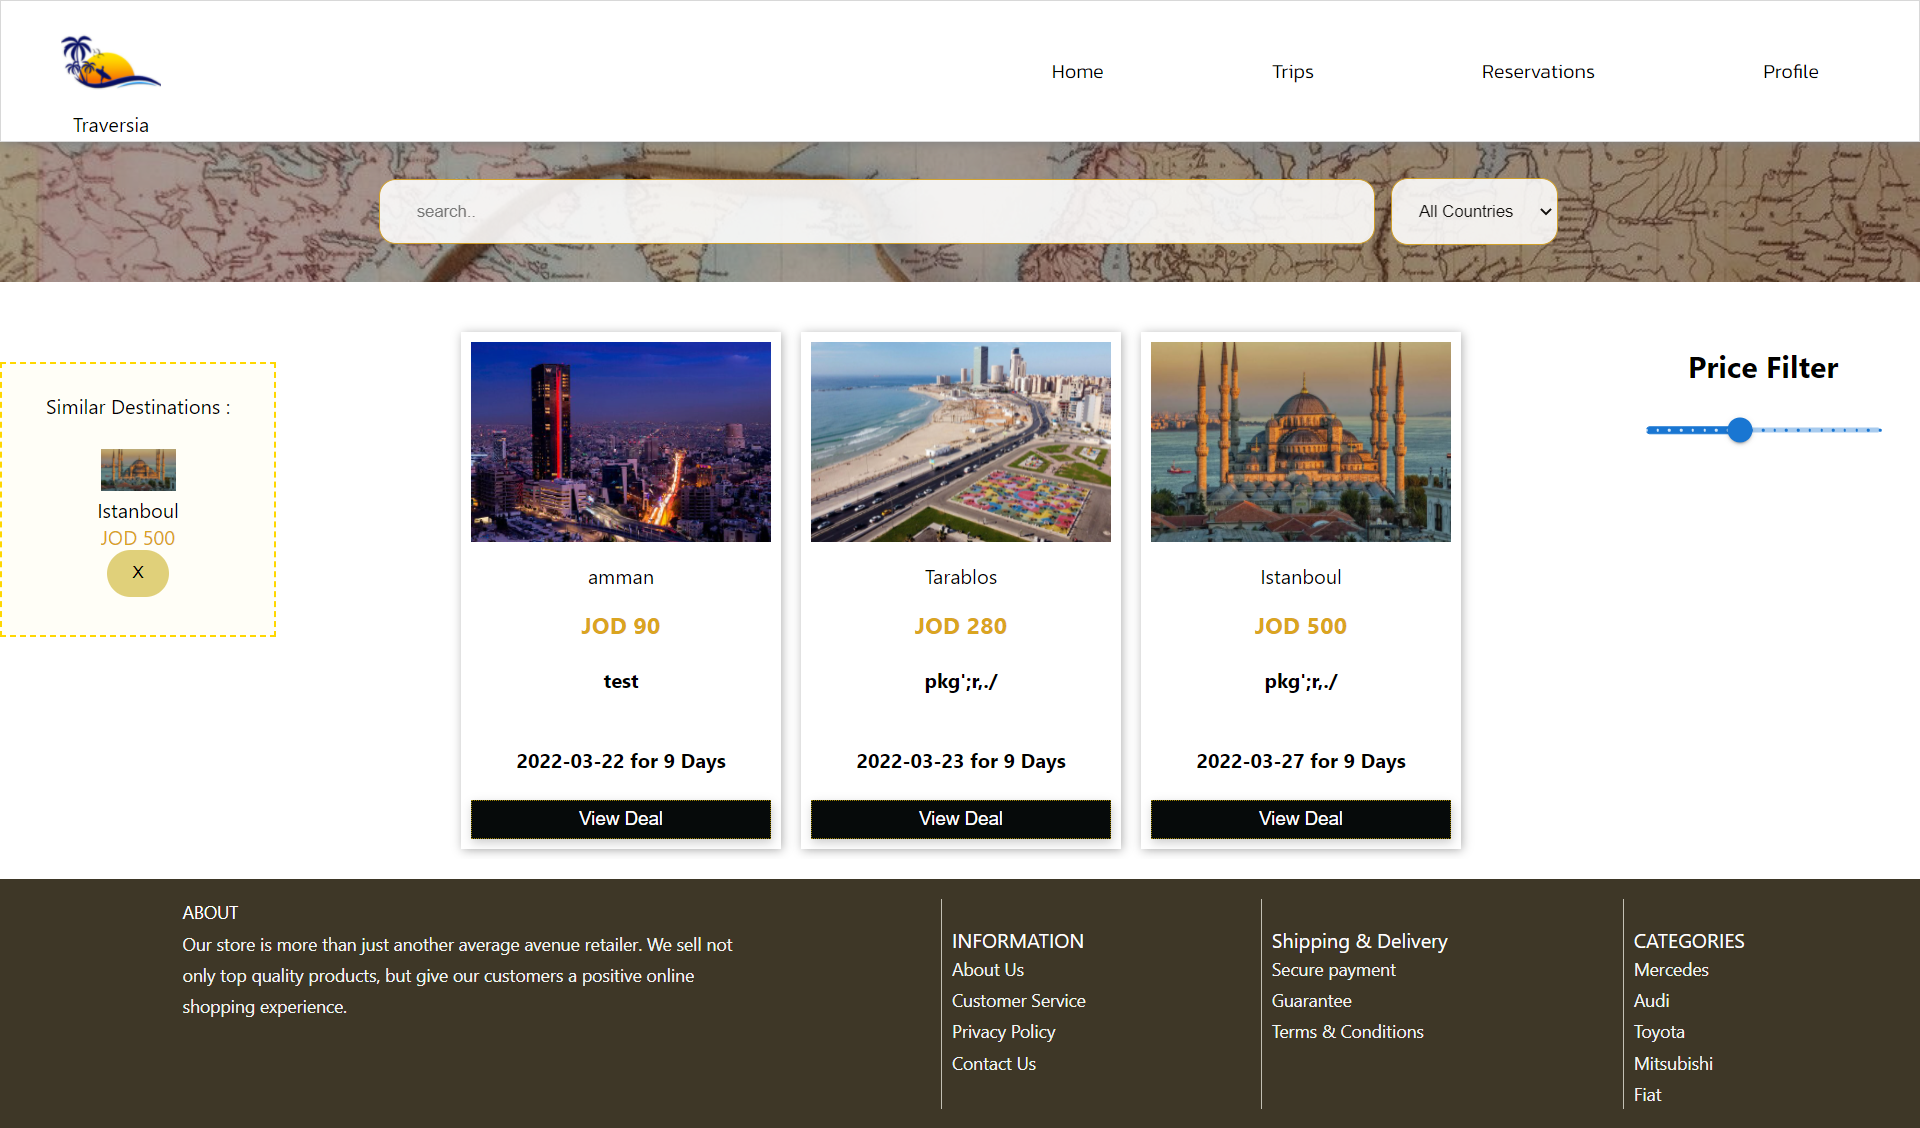 Traversia
Home
Trips
Reservations
Profile
search..
All Countries
Similar Destinations :
Istanboul
JOD 500
X
amman
JOD 90
test
2022-03-22 for 9 Days
View Deal
Tarablos
JOD 280
pkg';r,./
2022-03-23 for 9 Days
View Deal
Istanboul
JOD 500
pkg';r,./
2022-03-27 for 9 Days
View Deal
Price Filter
ABOUT
Our store is more than just another average avenue retailer. We sell not
only top quality products, but give our customers a positive online
shopping experience.
INFORMATION
About Us
Customer Service
Privacy Policy
Contact Us
Shipping & Delivery
Secure payment
Guarantee
Terms & Conditions
CATEGORIES
Mercedes
Audi
Toyota
Mitsubishi
Fiat